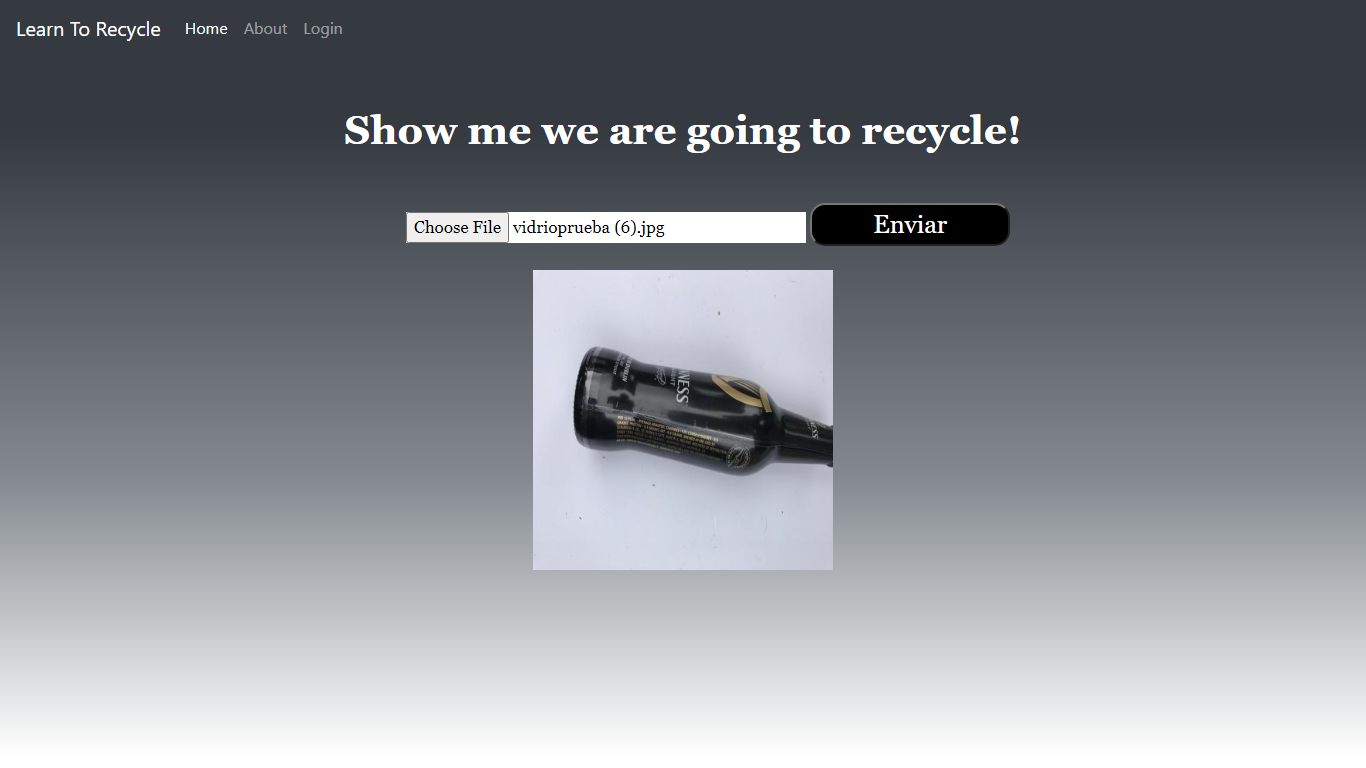 Learn To Recycle Home About Login
Show me we are going to recycle!
Choose File vidrioprueba (6).jpg Enviar
NNESS